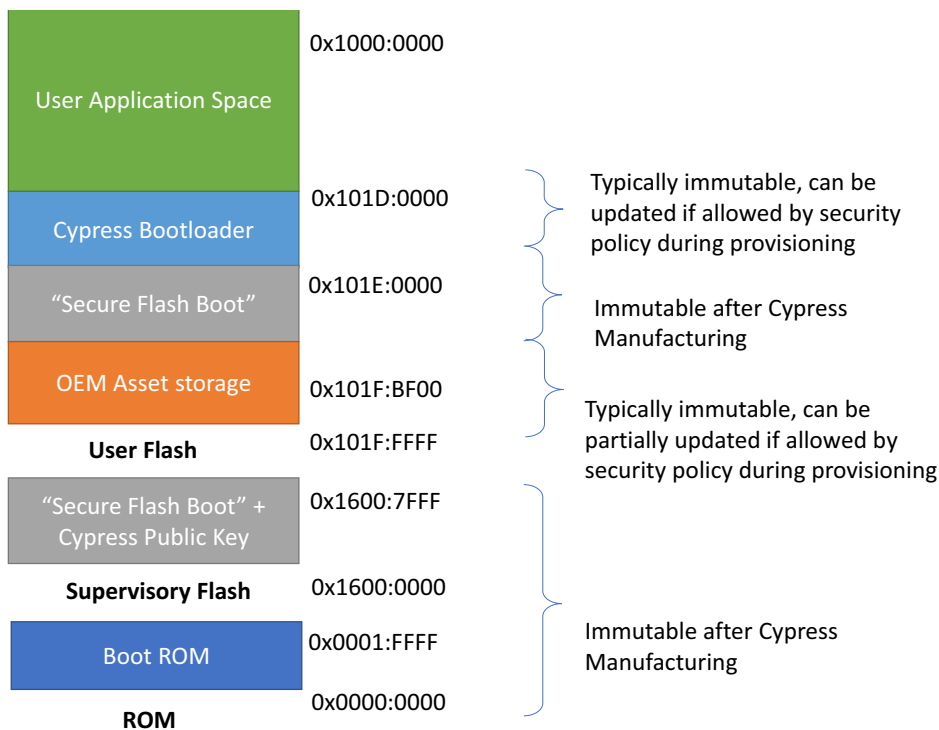 0x1000:0000
User Application Space
0x101D:0000
Typically immutable, can be
updated if allowed by security
policy during provisioning
Cypress Bootloader
0x101E:0000
“Secure Flash Boot”
Immutable after Cypress
Manufacturing
OEM Asset storage
0x101F:BF00
Typically immutable, can be
partially updated if allowed by
security policy during provisioning
0x101F:FFFF
User Flash
0x1600:7FFF
“Secure Flash Boot” +
Cypress Public Key
Supervisory Flash
0x1600:0000
0x0001:FFFF
Boot ROM
Immutable after Cypress
Manufacturing
0x0000:0000
ROM